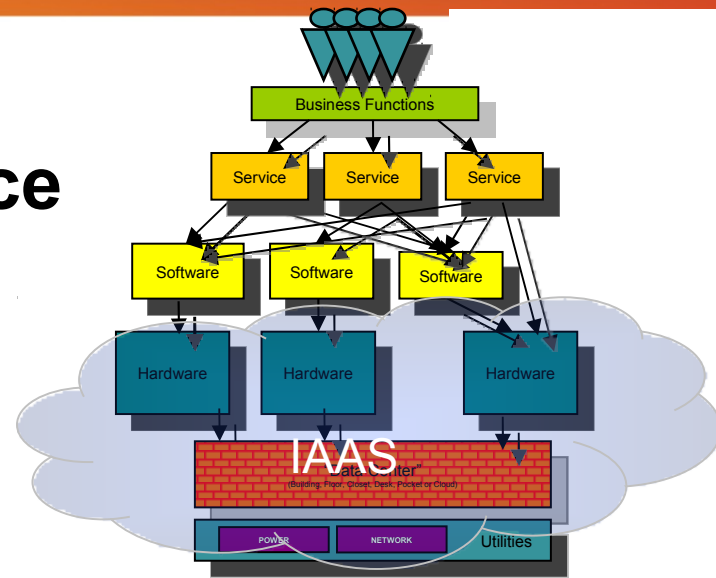 Business Functions
ce
Service Service Service
Software Software Software
Hardware Hardware Hardware
IAAS
Data Center"
(Building, Floor, Closet, Desk, Pocket or Cloud)
POWER NETWORK Utilities